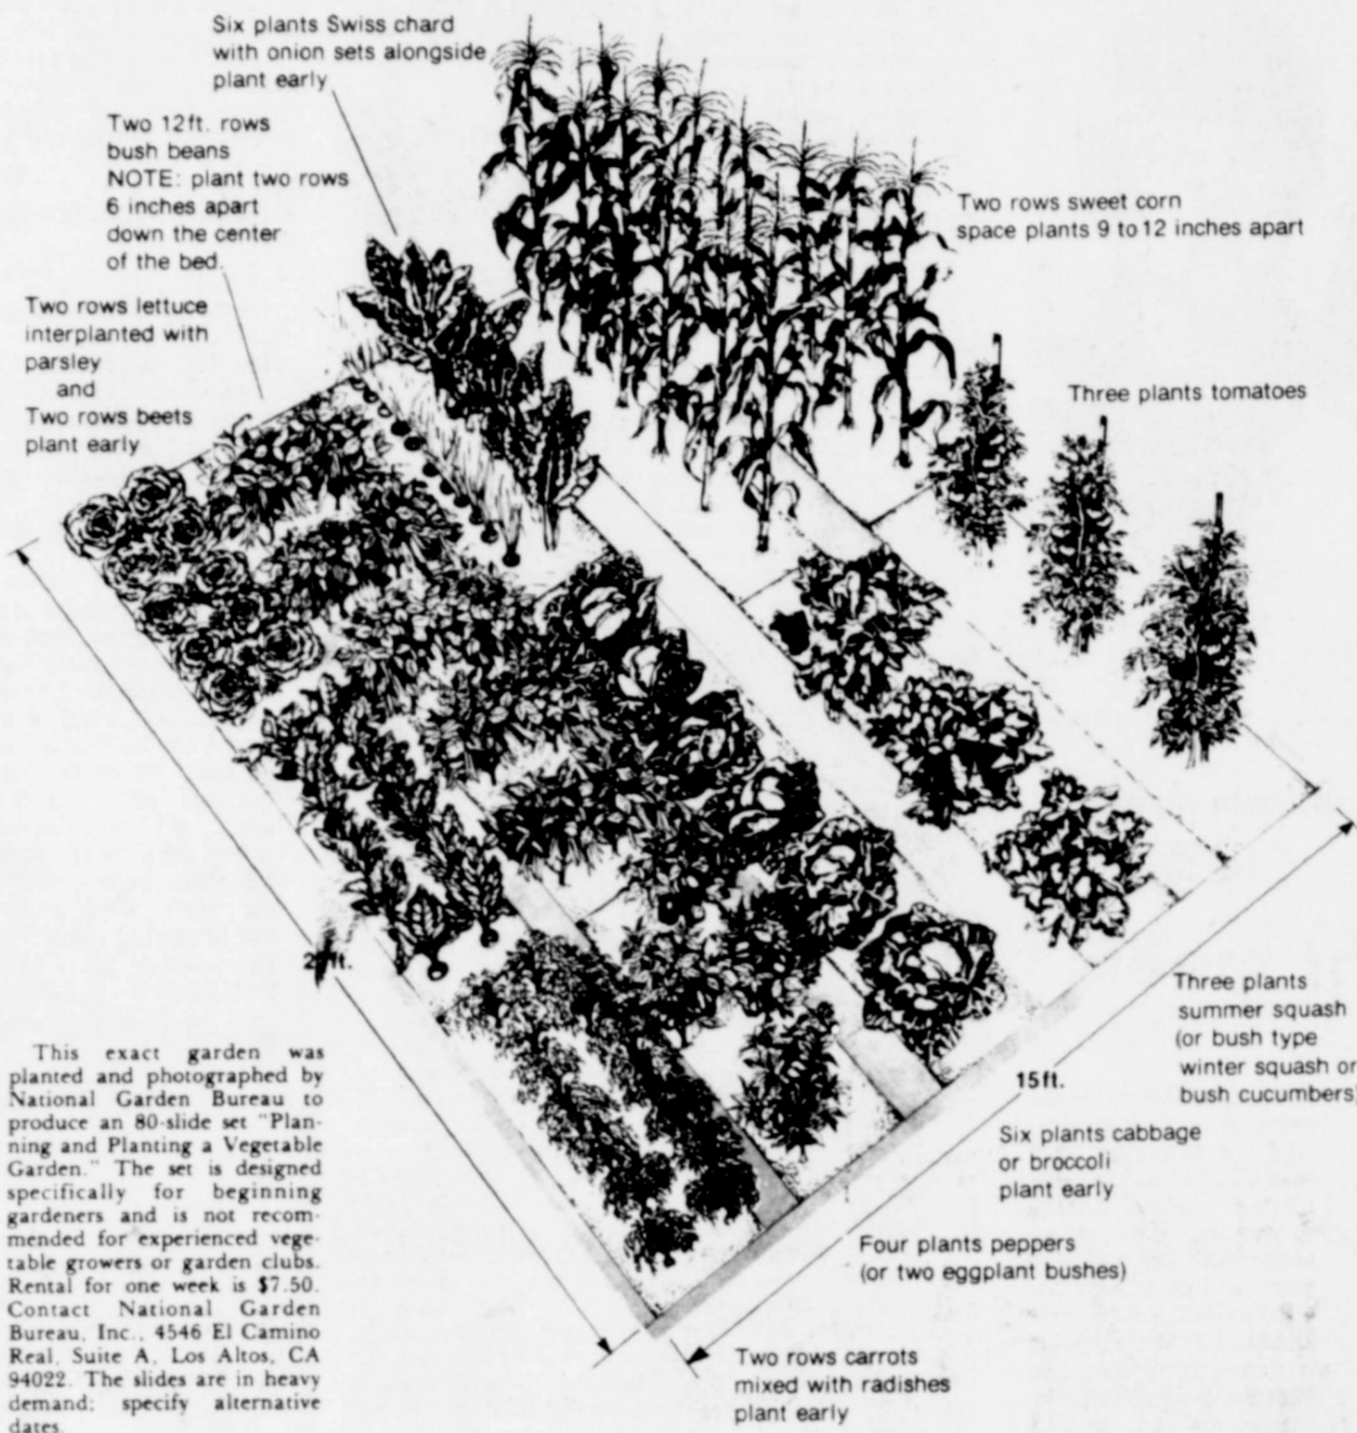 Six plants Swiss chard
with onion sets alongside
plant early
Two 12ft. rows
bush beans
NOTE: plant two rows
6 inches apart
down the center
of the bed.
Two rows lettuce
interplanted with
parsley
and
Two rows beets
plant early
Two rows sweet corn
space plants 9 to 12 inches apart
Three plants tomatoes
ft.
Three plants
summer squash
(or bush type
winter squash or
bush cucumbers)
15ft.
Six plants cabbage
or broccoli
plant early
Four plants peppers
(or two eggplant bushes)
Two rows carrots
mixed with radishes
plant early
This exact garden was
planted and photographed by
National Garden Bureau to
produce an 80-slide set "Plan-
ning and Planting a Vegetable
Garden." The set is designed
specifically for beginning
gardeners and is not recom-
mended for experienced vege-
table growers or garden clubs.
Rental for one week is $7.50.
Contact National Garden
Bureau, Inc., 4546 El Camino
Real, Suite A, Los Altos, CA
94022. The slides are in heavy
demand; specify alternative
dates.